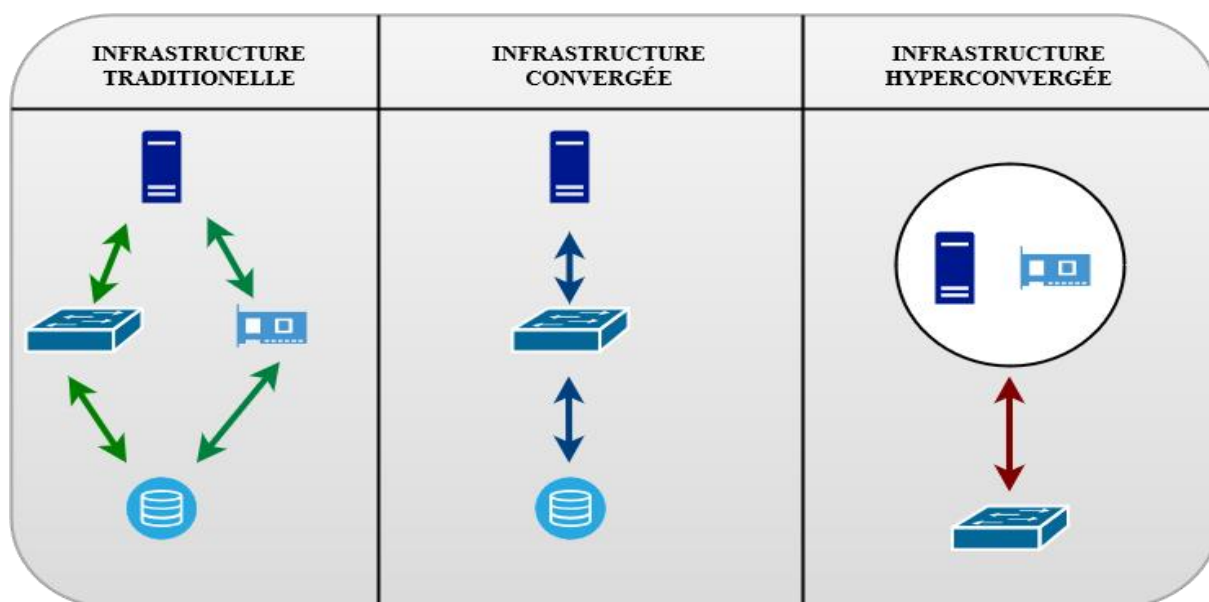 INFRASTRUCTURE
TRADITIONELLE
INFRASTRUCTURE
CONVERGÉE
INFRASTRUCTURE
HYPERCONVERGÉE